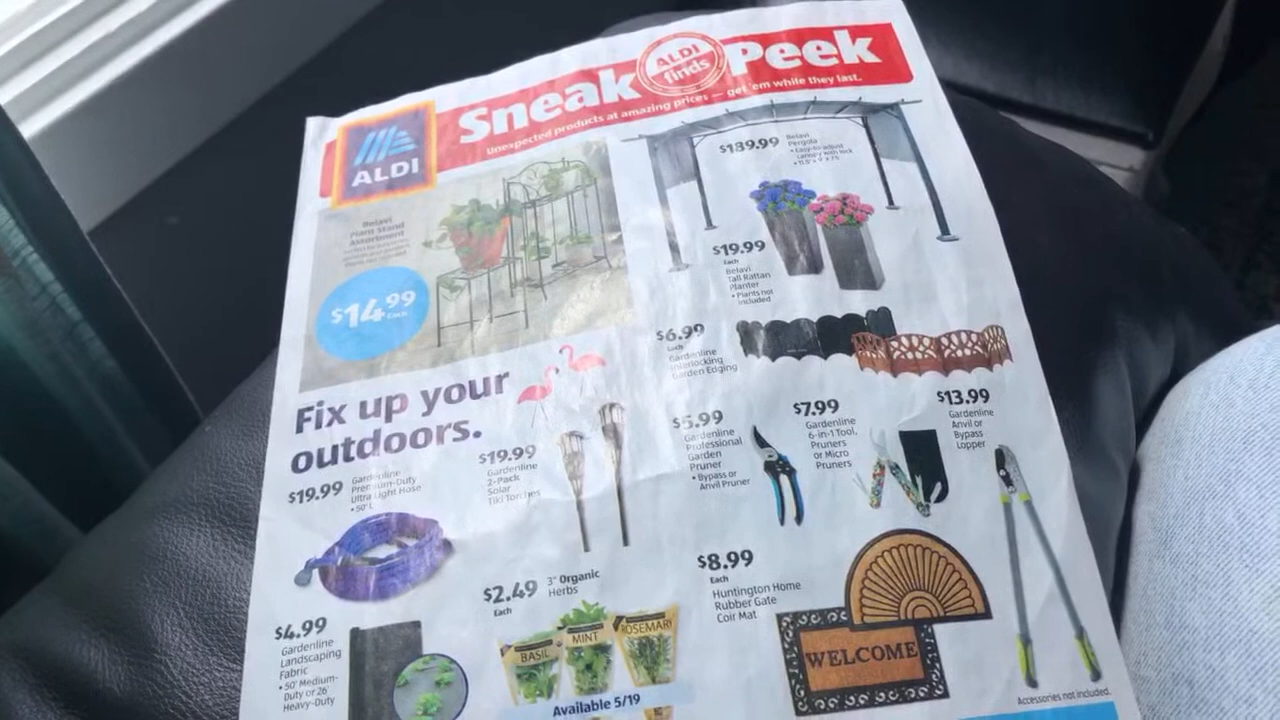 Sneak ALDI finds Peek
Unexpected products at amazing prices — get 'em while they last.
ALDI
Belavi
Plant Stand
Assortment
$14.99
Each
$139.99
Belavi
Pergola
• Easy-to-adjust
canopy with lock
$19.99
Each
Belavi
Tall Rattan
Planter
• Plants not
included
$6.99
Each
Gardenline
Interlocking
Garden Edging
Fix up your
outdoors.
$19.99
Gardenline
Premium-Duty
Ultra Light Hose
• 50' L
$19.99
Gardenline
2-Pack
Solar
Tiki Torches
$5.99
Gardenline
Professional
Garden
Pruner
• Bypass or
Anvil Pruner
$7.99
Gardenline
6-in-1 Tool,
Pruners
or Micro
Pruners
$13.99
Gardenline
Anvil or
Bypass
Lopper
$4.99
Gardenline
Landscaping
Fabric
• 50' Medium-
Duty or 26'
Heavy-Duty
$2.49
Each
3" Organic
Herbs
BASIL
MINT
ROSEMARY
Available 5/19
$8.99
Each
Huntington Home
Rubber Gate
Coir Mat
WELCOME
Accessories not included.